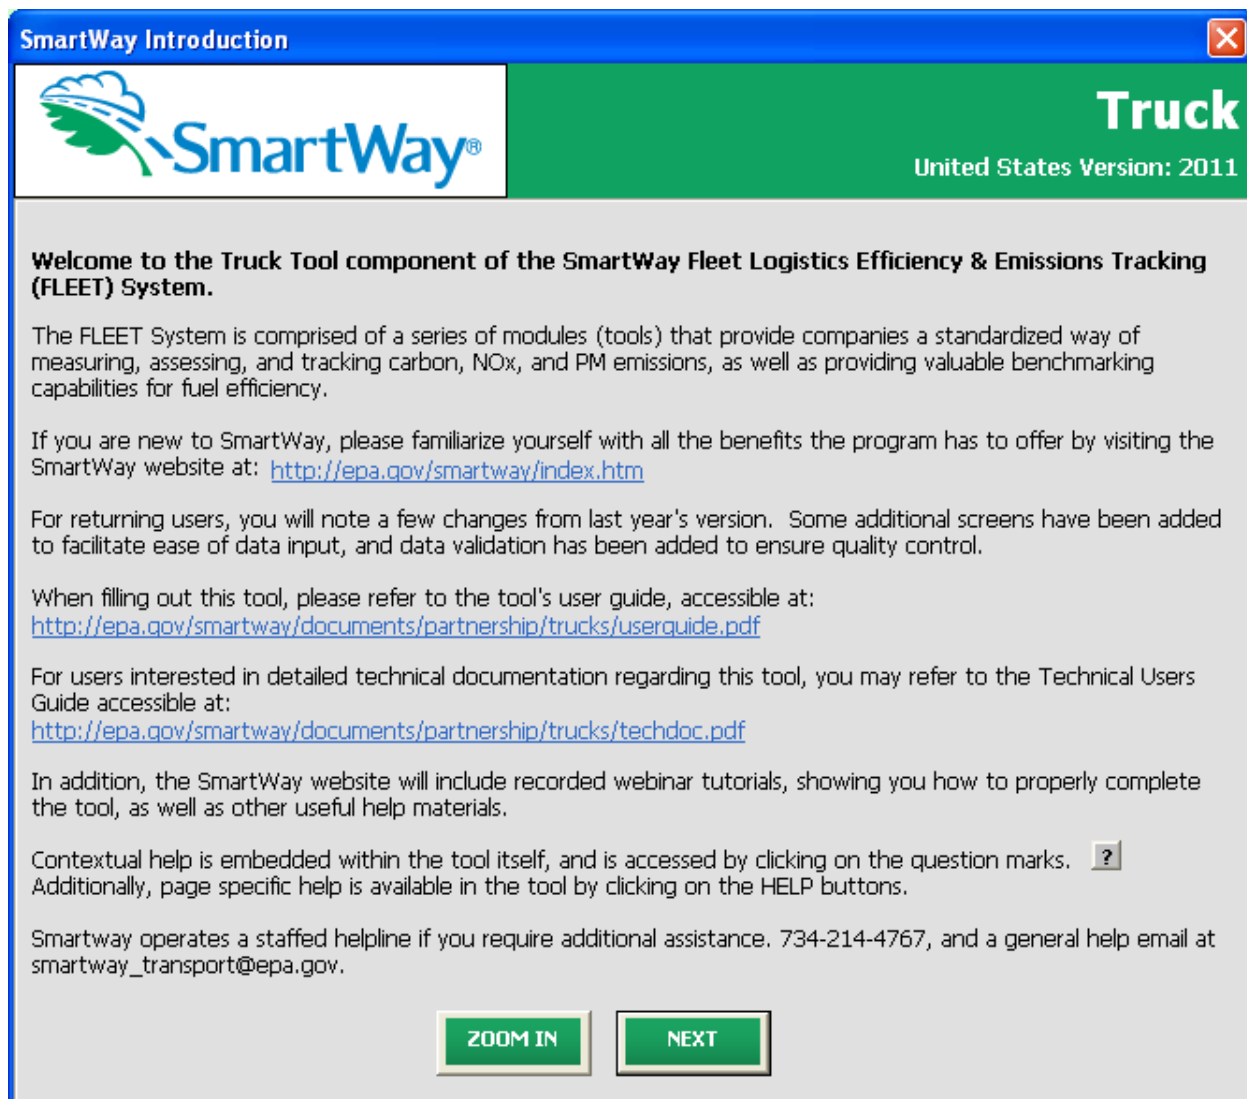 SmartWay Introduction
SmartWay®
Truck
United States Version: 2011
Welcome to the Truck Tool component of the SmartWay Fleet Logistics Efficiency & Emissions Tracking
(FLEET) System.
The FLEET System is comprised of a series of modules (tools) that provide companies a standardized way of
measuring, assessing, and tracking carbon, NOx, and PM emissions, as well as providing valuable benchmarking
capabilities for fuel efficiency.
If you are new to SmartWay, please familiarize yourself with all the benefits the program has to offer by visiting the
SmartWay website at: http://epa.gov/smartway/index.htm
For returning users, you will note a few changes from last year's version. Some additional screens have been added
to facilitate ease of data input, and data validation has been added to ensure quality control.
When filling out this tool, please refer to the tool's user guide, accessible at:
http://epa.gov/smartway/documents/partnership/trucks/userguide.pdf
For users interested in detailed technical documentation regarding this tool, you may refer to the Technical Users
Guide accessible at:
http://epa.gov/smartway/documents/partnership/trucks/techdoc.pdf
In addition, the SmartWay website will include recorded webinar tutorials, showing you how to properly complete
the tool, as well as other useful help materials.
Contextual help is embedded within the tool itself, and is accessed by clicking on the question marks. ?
Additionally, page specific help is available in the tool by clicking on the HELP buttons.
Smartway operates a staffed helpline if you require additional assistance. 734-214-4767, and a general help email at
smartway_transport@epa.gov.
ZOOM IN
NEXT